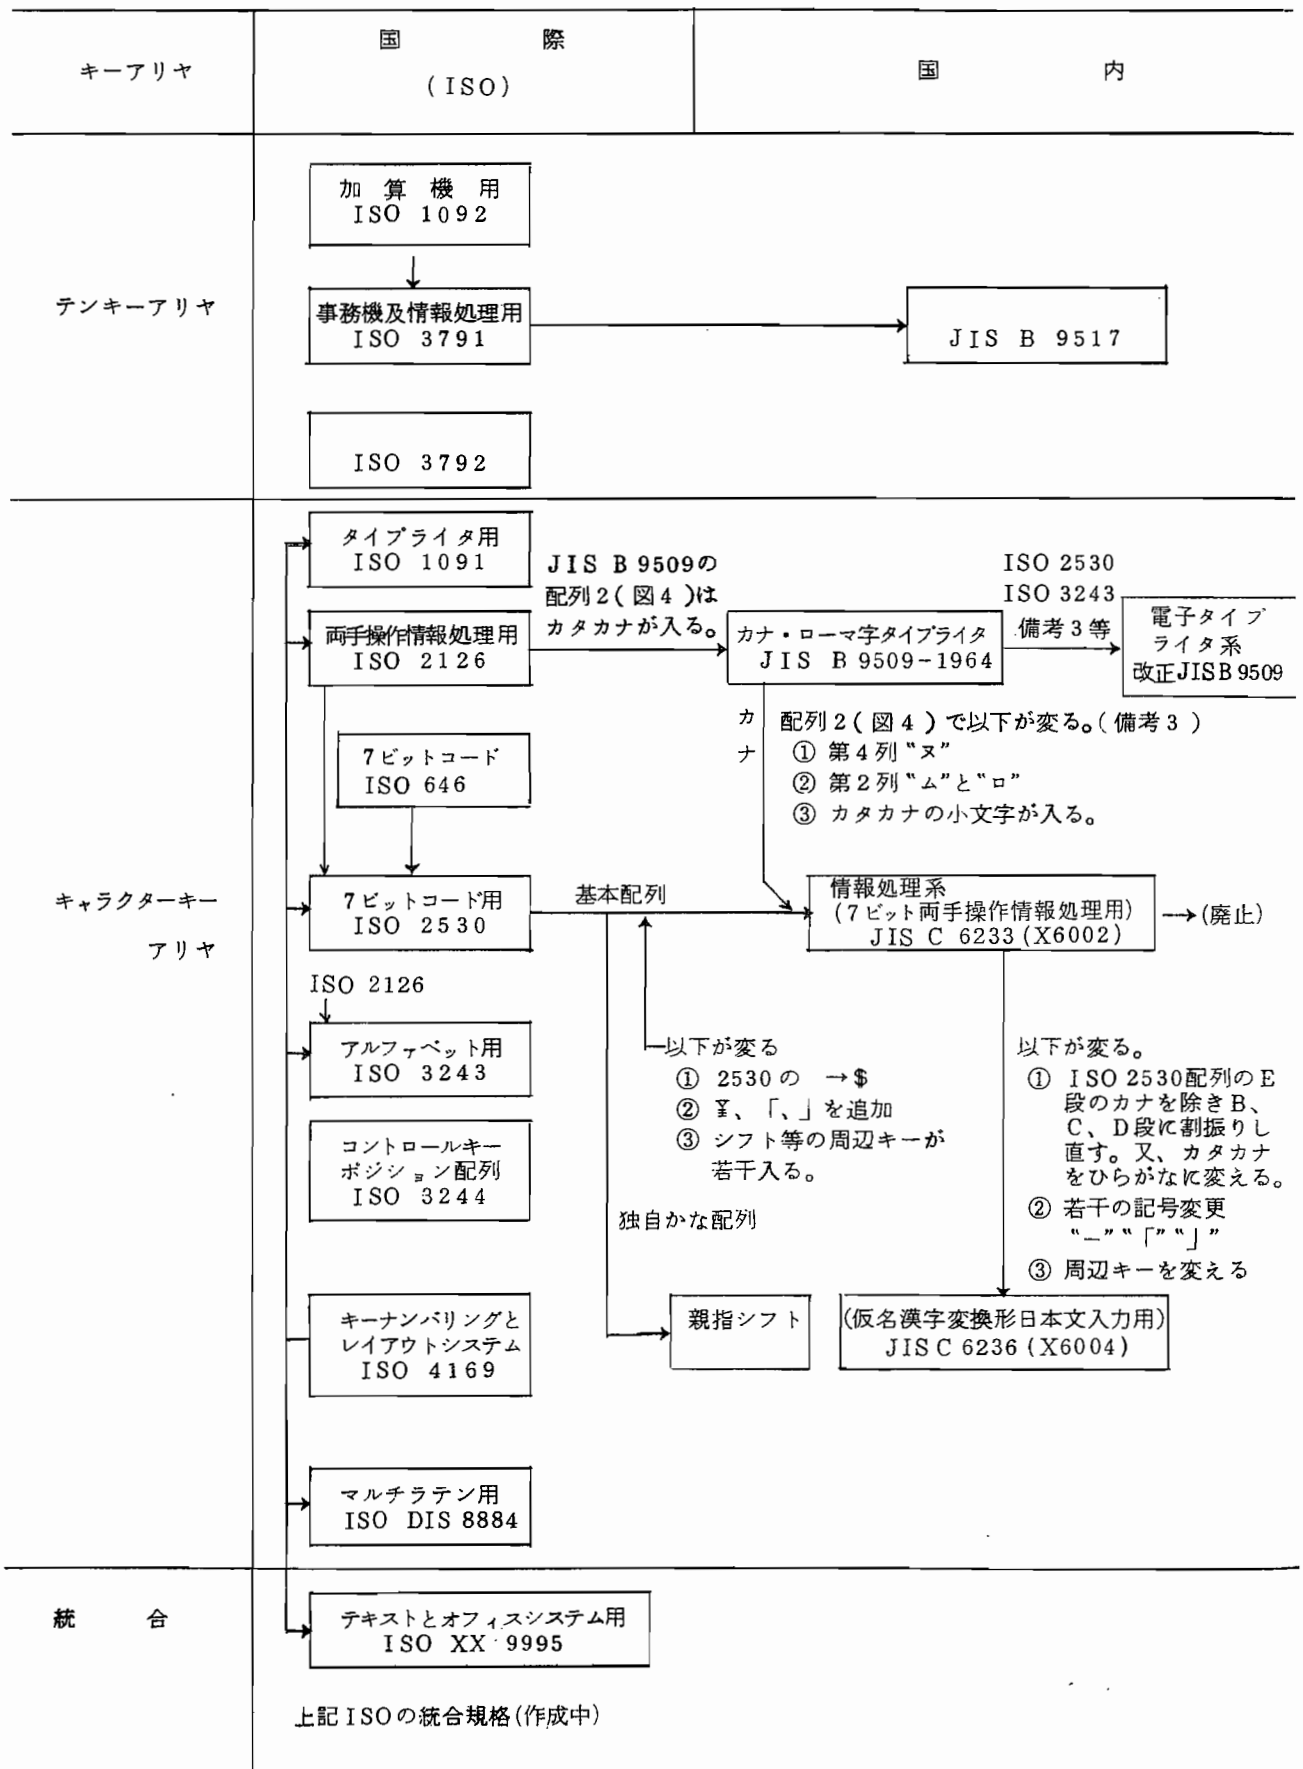 キーアリヤ
国際
(ISO)
国内
テンキーアリヤ
加算機用
ISO 1092
事務機及情報処理用
ISO 3791
JIS B 9517
ISO 3792
キャラクターキー
アリヤ
タイプライタ用
ISO 1091
両手操作情報処理用
ISO 2126
JIS B 9509の
配列2(図4)は
カタカナが入る。
カナ・ローマ字タイプライタ
JIS B 9509-1964
ISO 2530
ISO 3243
備考3等
電子タイプ
ライタ系
改正JISB9509
カナ
配列2(図4)で以下が変る。(備考3)
① 第4列“ヌ”
② 第2列“ム”と“ロ”
③ カタカナの小文字が入る。
7ビットコード
ISO 646
7ビットコード用
ISO 2530
基本配列
情報処理系
(7ビット両手操作情報処理用)
JIS C 6233(X6002)
(廃止)
ISO 2126
アルファベット用
ISO 3243
以下が変る
① 2530の →$
② ¥、「、」を追加
③ シフト等の周辺キーが
若干入る。
以下が変る。
① ISO 2530配列のE
段のカナを除きB、
C、D段に割振りし
直す。又、カタカナ
をひらがなに変える。
② 若干の記号変更
“ー”“「”“」”
③ 周辺キーを変える
コントロールキー
ポジション配列
ISO 3244
独自かな配列
キーナンバリングと
レイアウトシステム
ISO 4169
親指シフト
(仮名漢字変換形日本文入力用)
JIS C 6236(X6004)
マルチラテン用
ISO DIS 8884
統合
テキストとオフィスシステム用
ISO XX 9995
上記ISOの統合規格(作成中)